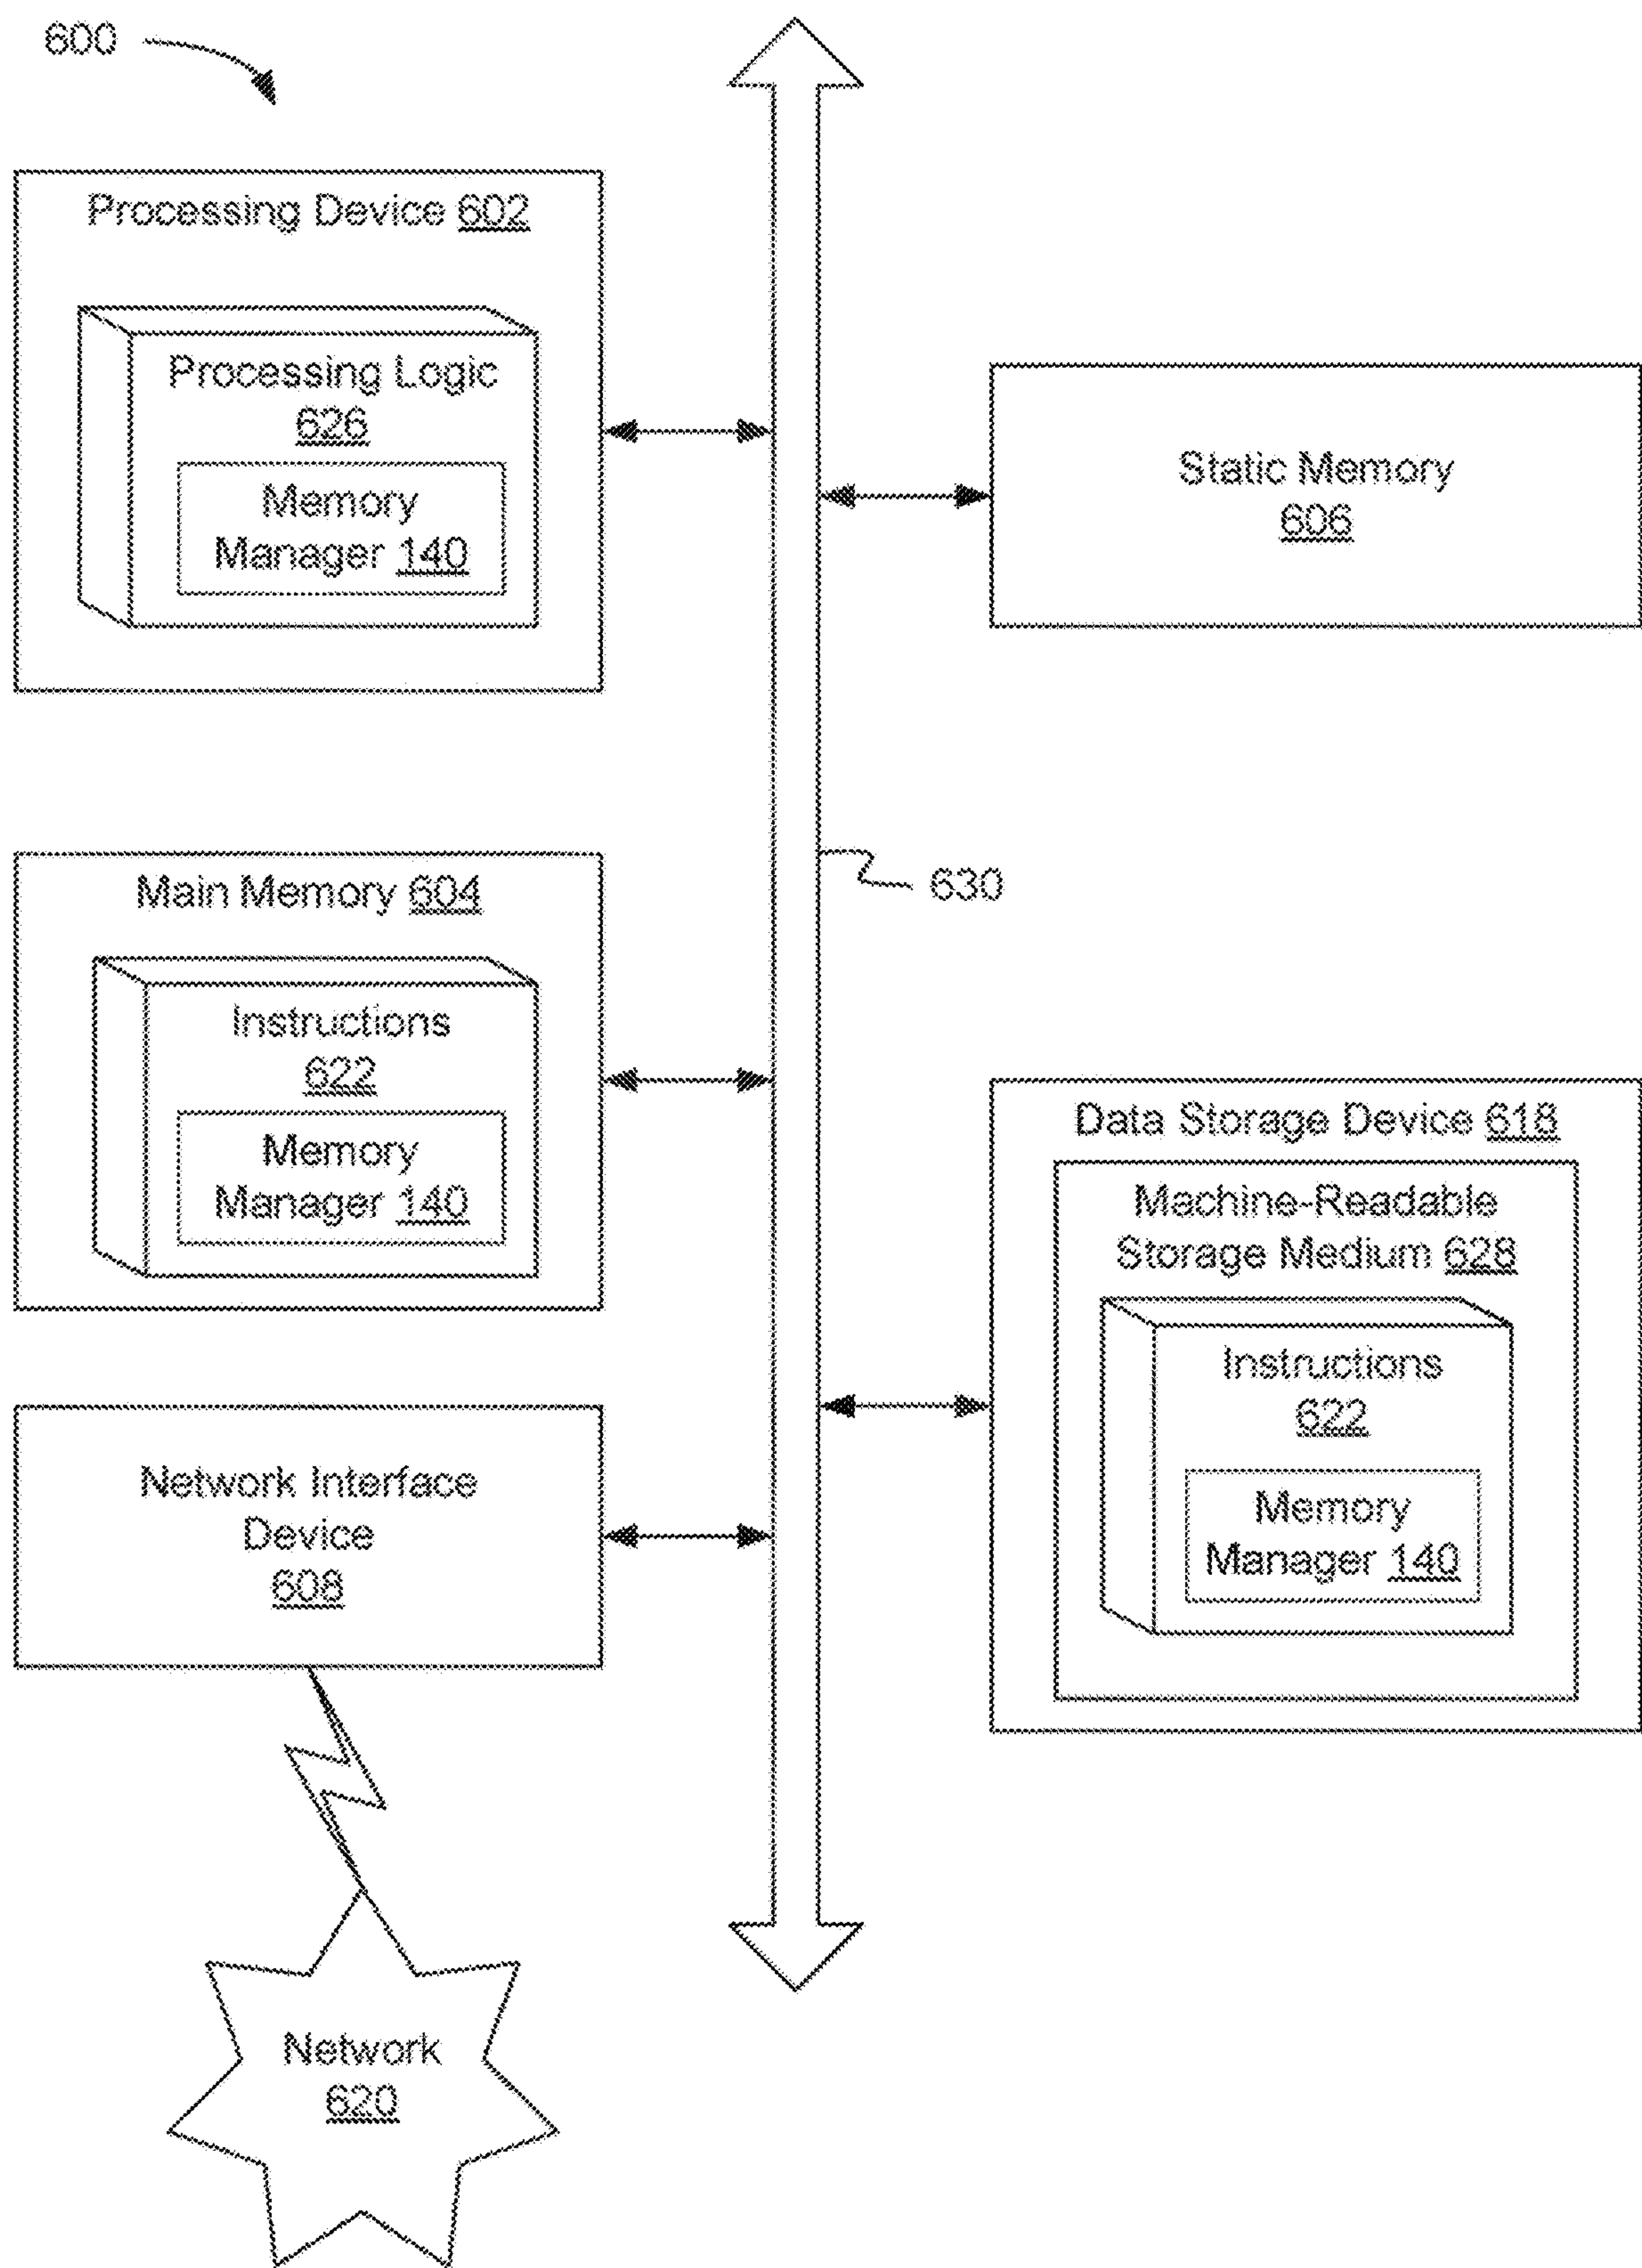 600
Processing Device 602
Processing Logic
626
Memory
Manager 140
Static Memory
606
630
Main Memory 604
Instructions
622
Memory
Manager 140
Data Storage Device 618
Machine-Readable
Storage Medium 628
Instructions
622
Memory
Manager 140
Network Interface
Device
608
Network
620